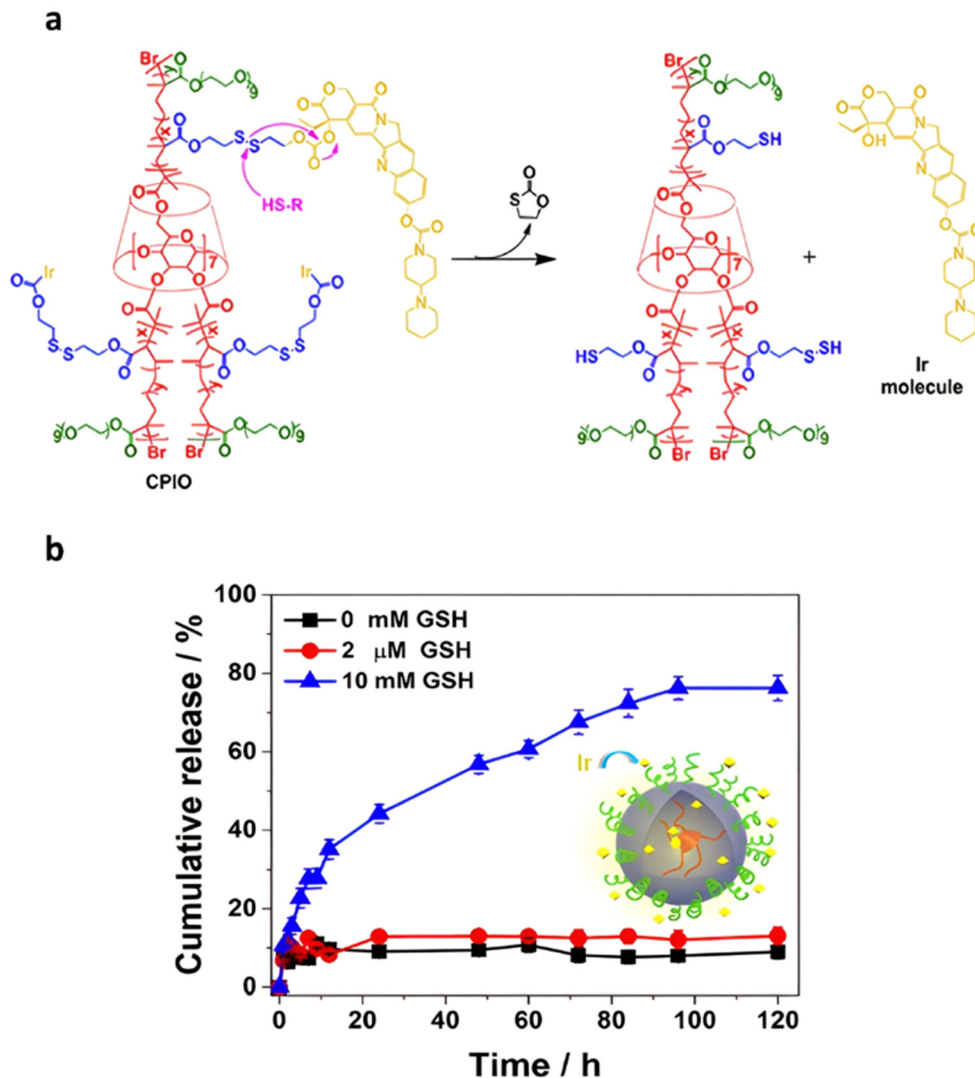 a
Br
O
O
O
9
x
O
O
S
S
O
O
O
HS-R
O
O
O
N
N
O
O
N
N
O
S
O
O
O
7
Ir
O
O
S
S
O
O
Ir
O
O
S
S
O
O
x
x
y
y
9
O
O
O
Br
Br
O
O
O
9
CPIO
Br
O
O
O
9
x
O
O
SH
+
O
O
7
HS
O
O
O
O
S-SH
x
x
y
y
9
O
O
O
Br
Br
O
O
O
9
O
O
OH
O
N
N
O
O
N
N
Ir
molecule
b
Cumulative release / %
100
80
60
40
20
0
0 mM GSH
2 μM GSH
10 mM GSH
Ir
0
20
40
60
80
100
120
Time / h